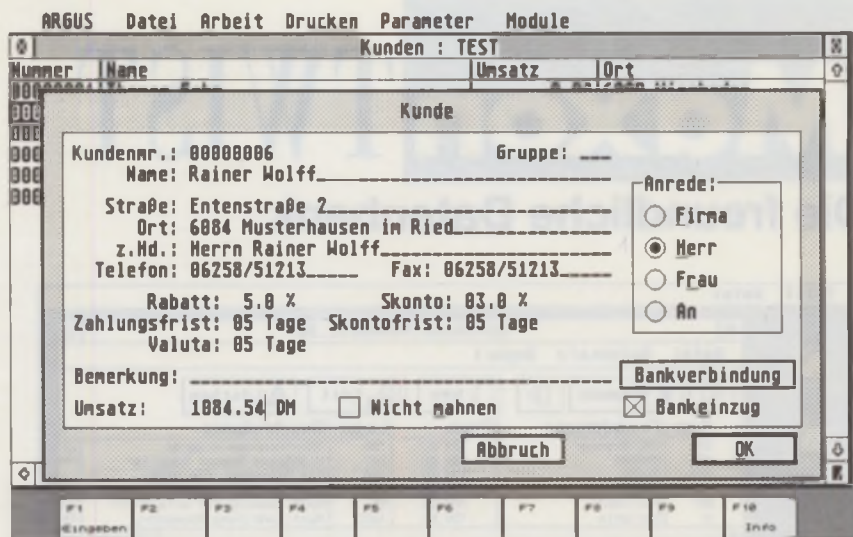 ARGUS Datei Arbeit Drucken Parameter Module
Kunden : TEST
Nummer Name Umsatz Ort
Kunde
Kundennr.: 00000006 Gruppe: ___
Name: Rainer Wolff
Anrede:
Straße: Entenstraße 2
Firma
Ort: 6084 Musterhausen im Ried
Herr
z.Hd.: Herrn Rainer Wolff
Telefon: 06258/51213 Fax: 06258/51213
Frau
Rabatt: 5.0 % Skonto: 03.0 %
An
Zahlungsfrist: 05 Tage Skontofrist: 05 Tage
Valuta: 05 Tage
Bemerkung: Bankverbindung
Umsatz: 1084.54 DM Nicht mahnen Bankeinzug
Abbruch OK
F1 F2 F3 F4 F5 F6 F7 F8 F9 F10
Eingeben Info